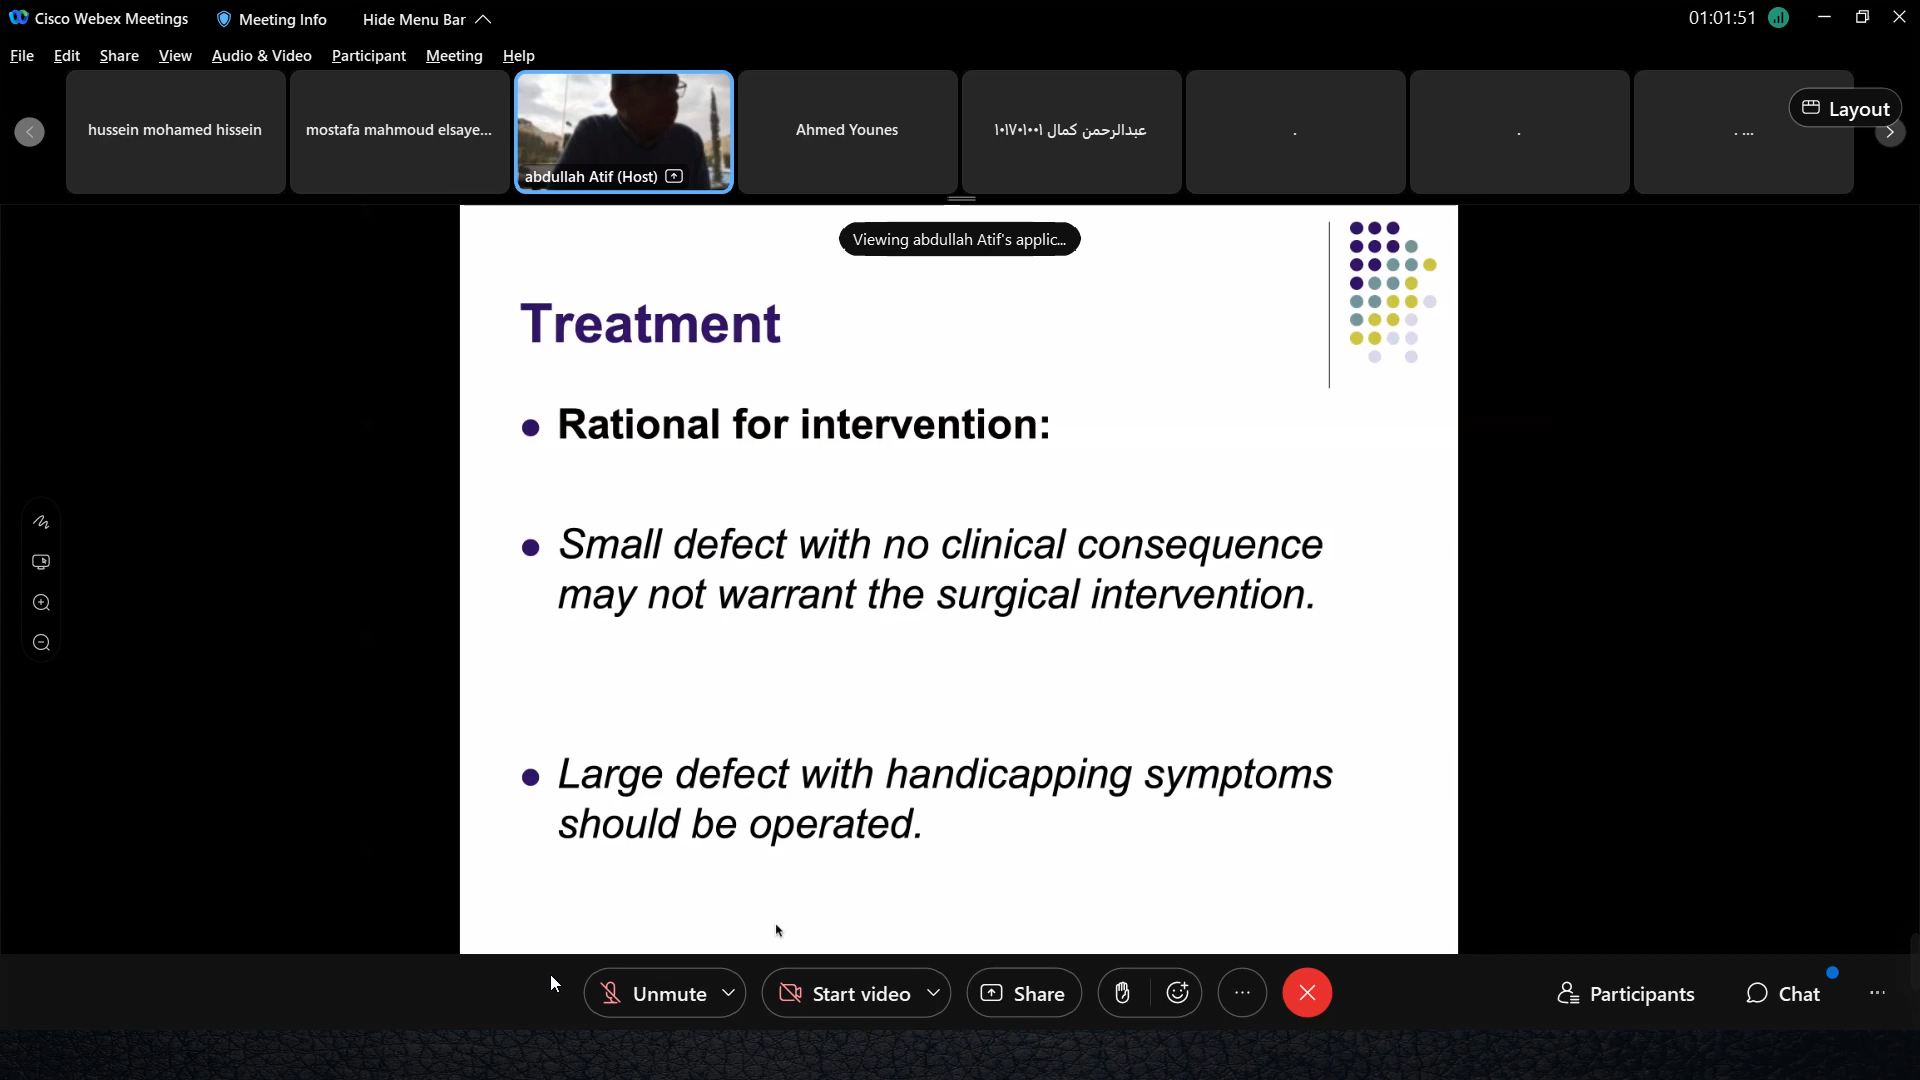 Cisco Webex Meetings
Meeting Info
Hide Menu Bar
01:01:51
File Edit Share View Audio & Video Participant Meeting Help
hussein mohamed hissein
mostafa mahmoud elsaye...
abdullah Atif (Host)
Ahmed Younes
عبدالرحمن كمال ١٠١٧٠١٠٠١
.
.
. ...
Layout
Viewing abdullah Atif's applic...
Treatment
Rational for intervention:
Small defect with no clinical consequence
may not warrant the surgical intervention.
Large defect with handicapping symptoms
should be operated.
Unmute
Start video
Share
Participants
Chat